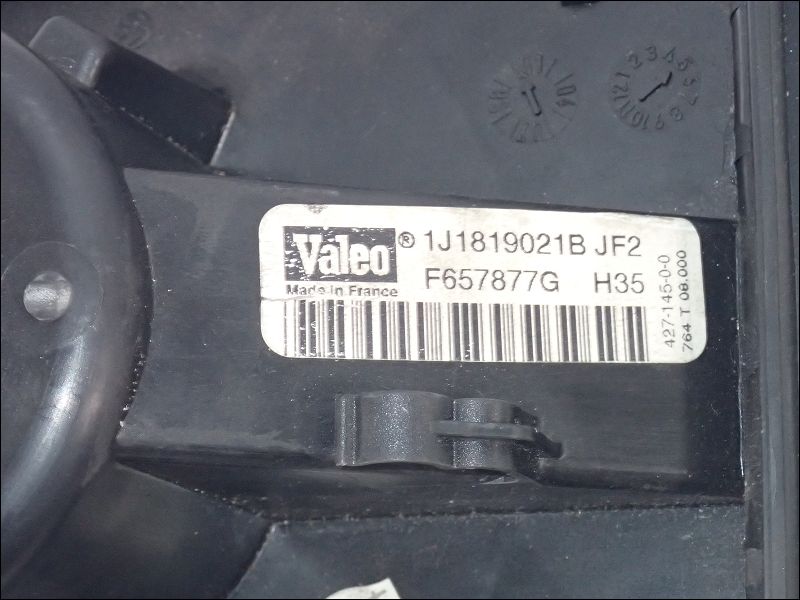 Valeo® 1J1819021B JF2
Made in France F657877G H35
427-145-0-0
764 T 08.000